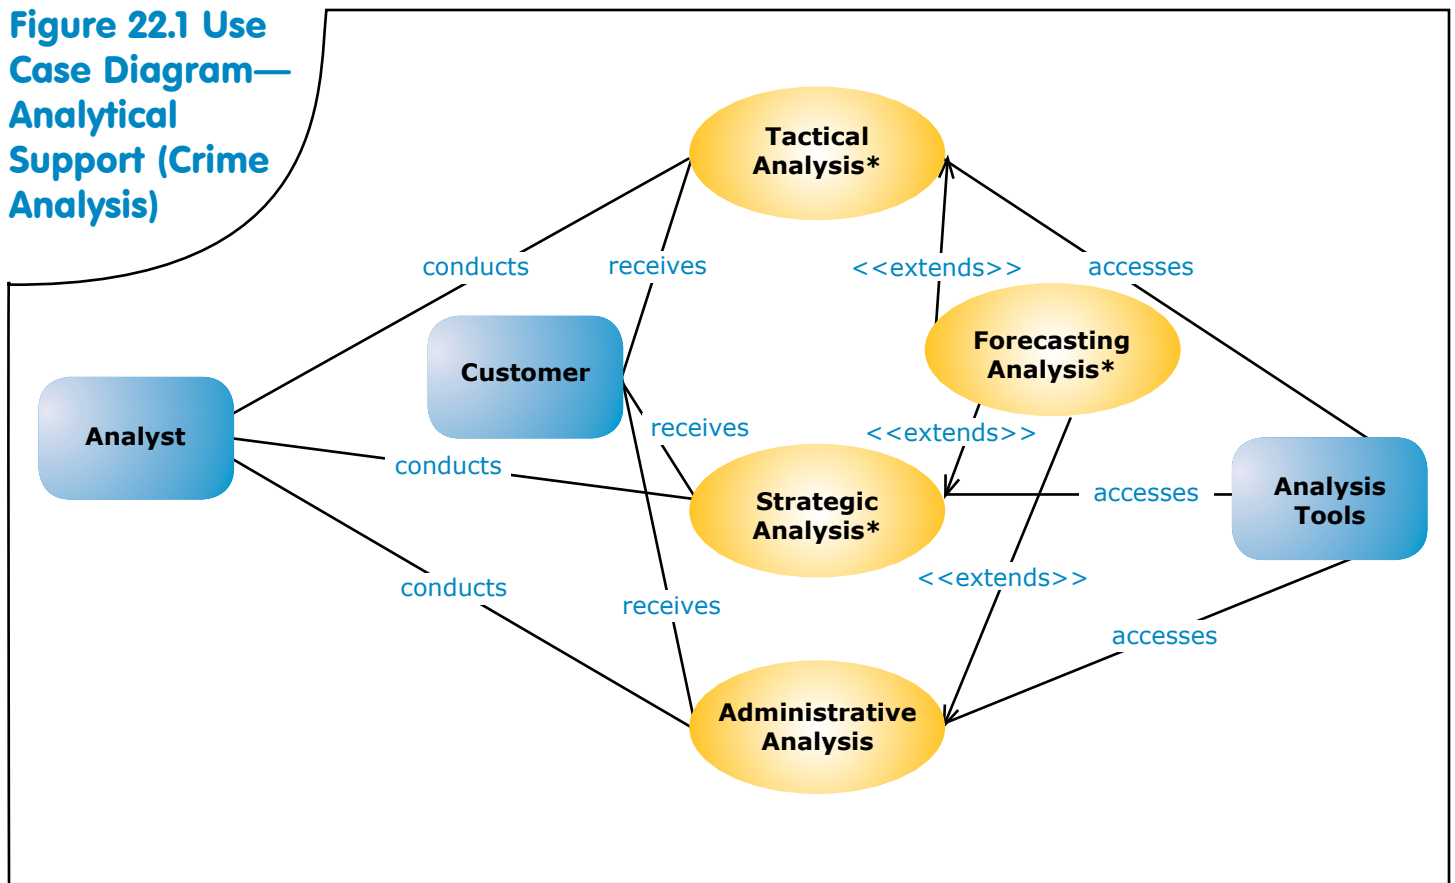 Figure 22.1 Use
Case Diagram—
Analytical
Support (Crime
Analysis)
Tactical
Analysis*
conducts
receives
<<extends>>
accesses
Forecasting
Analysis*
Customer
Analyst
receives
<<extends>>
conducts
Strategic
Analysis*
accesses
Analysis
Tools
conducts
receives
<<extends>>
accesses
Administrative
Analysis